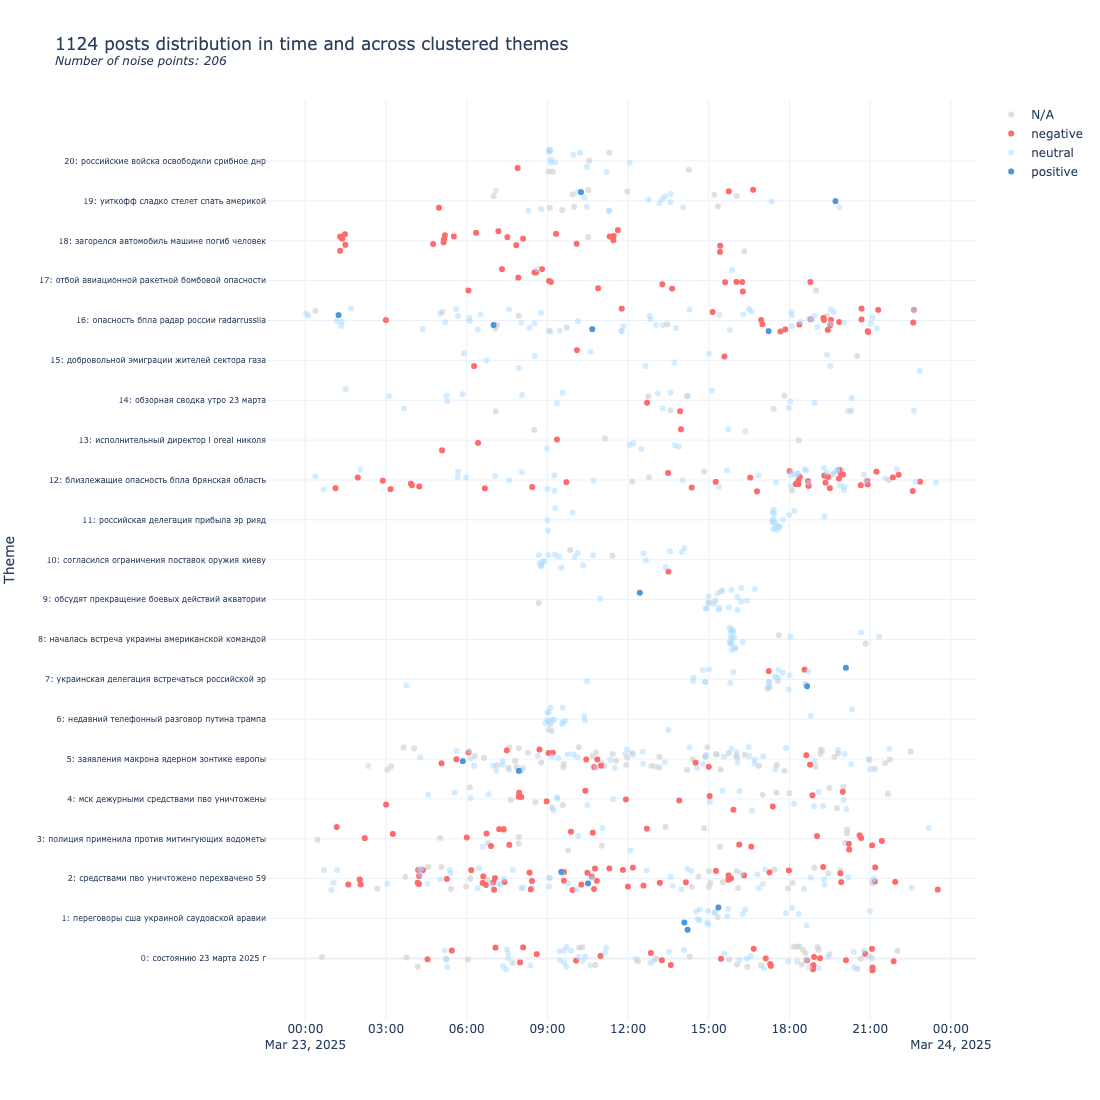 1124 posts distribution in time and across clustered themes
Number of noise points: 206
N/A
negative
neutral
positive
20: российские войска освободили срибное днр
19: уиткофф сладко стелет спать америкой
18: загорелся автомобиль машине погиб человек
17: отбой авиационной ракетной бомбовой опасности
16: опасность бпла радар россии radarrussiia
15: добровольной эмиграции жителей сектора газа
14: обзорная сводка утро 23 марта
13: исполнительный директор l oreal николя
12: близлежащие опасность бпла брянская область
11: российская делегация прибыла эр рияд
10: согласился ограничения поставок оружия киеву
9: обсудят прекращение боевых действий акватории
8: началась встреча украины американской командой
7: украинская делегация встречаться российской эр
6: недавний телефонный разговор путина трампа
5: заявления макрона ядерном зонтике европы
4: мск дежурными средствами пво уничтожены
3: полиция применила против митингующих водометы
2: средствами пво уничтожено перехвачено 59
1: переговоры сша украиной саудовской аравии
0: состоянию 23 марта 2025 г
Theme
00:00 03:00 06:00 09:00 12:00 15:00 18:00 21:00 00:00
Mar 23, 2025 Mar 24, 2025